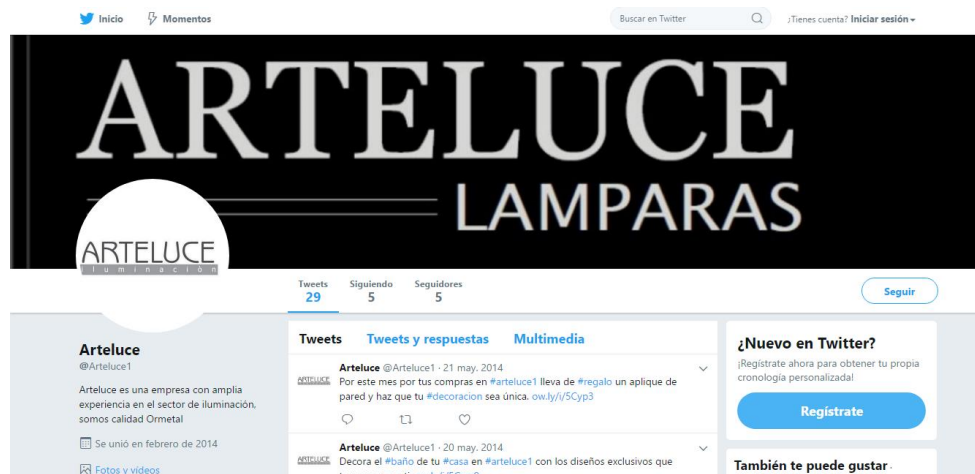 Inicio Momentos Buscar en Twitter ¿Tienes cuenta? Iniciar sesión
ARTELUCE
LAMPARAS
ARTELUCE
iluminación
Tweets Siguiendo Seguidores
29 5 5
Seguir
Arteluce
@Arteluce1
Arteluce es una empresa con amplia
experiencia en el sector de iluminación,
somos calidad Ormetal
Se unió en febrero de 2014
Fotos y vídeos
Tweets Tweets y respuestas Multimedia
ARTELUCE
Arteluce @Arteluce1 · 21 may. 2014
Por este mes por tus compras en #arteluce1 lleva de #regalo un aplique de
pared y haz que tu #decoracion sea única. ow.ly/i/5Cyp3
ARTELUCE
Arteluce @Arteluce1 · 20 may. 2014
Decora el #baño de tu #casa en #arteluce1 con los diseños exclusivos que
¿Nuevo en Twitter?
¡Regístrate ahora para obtener tu propia
cronología personalizada!
Regístrate
También te puede gustar ·